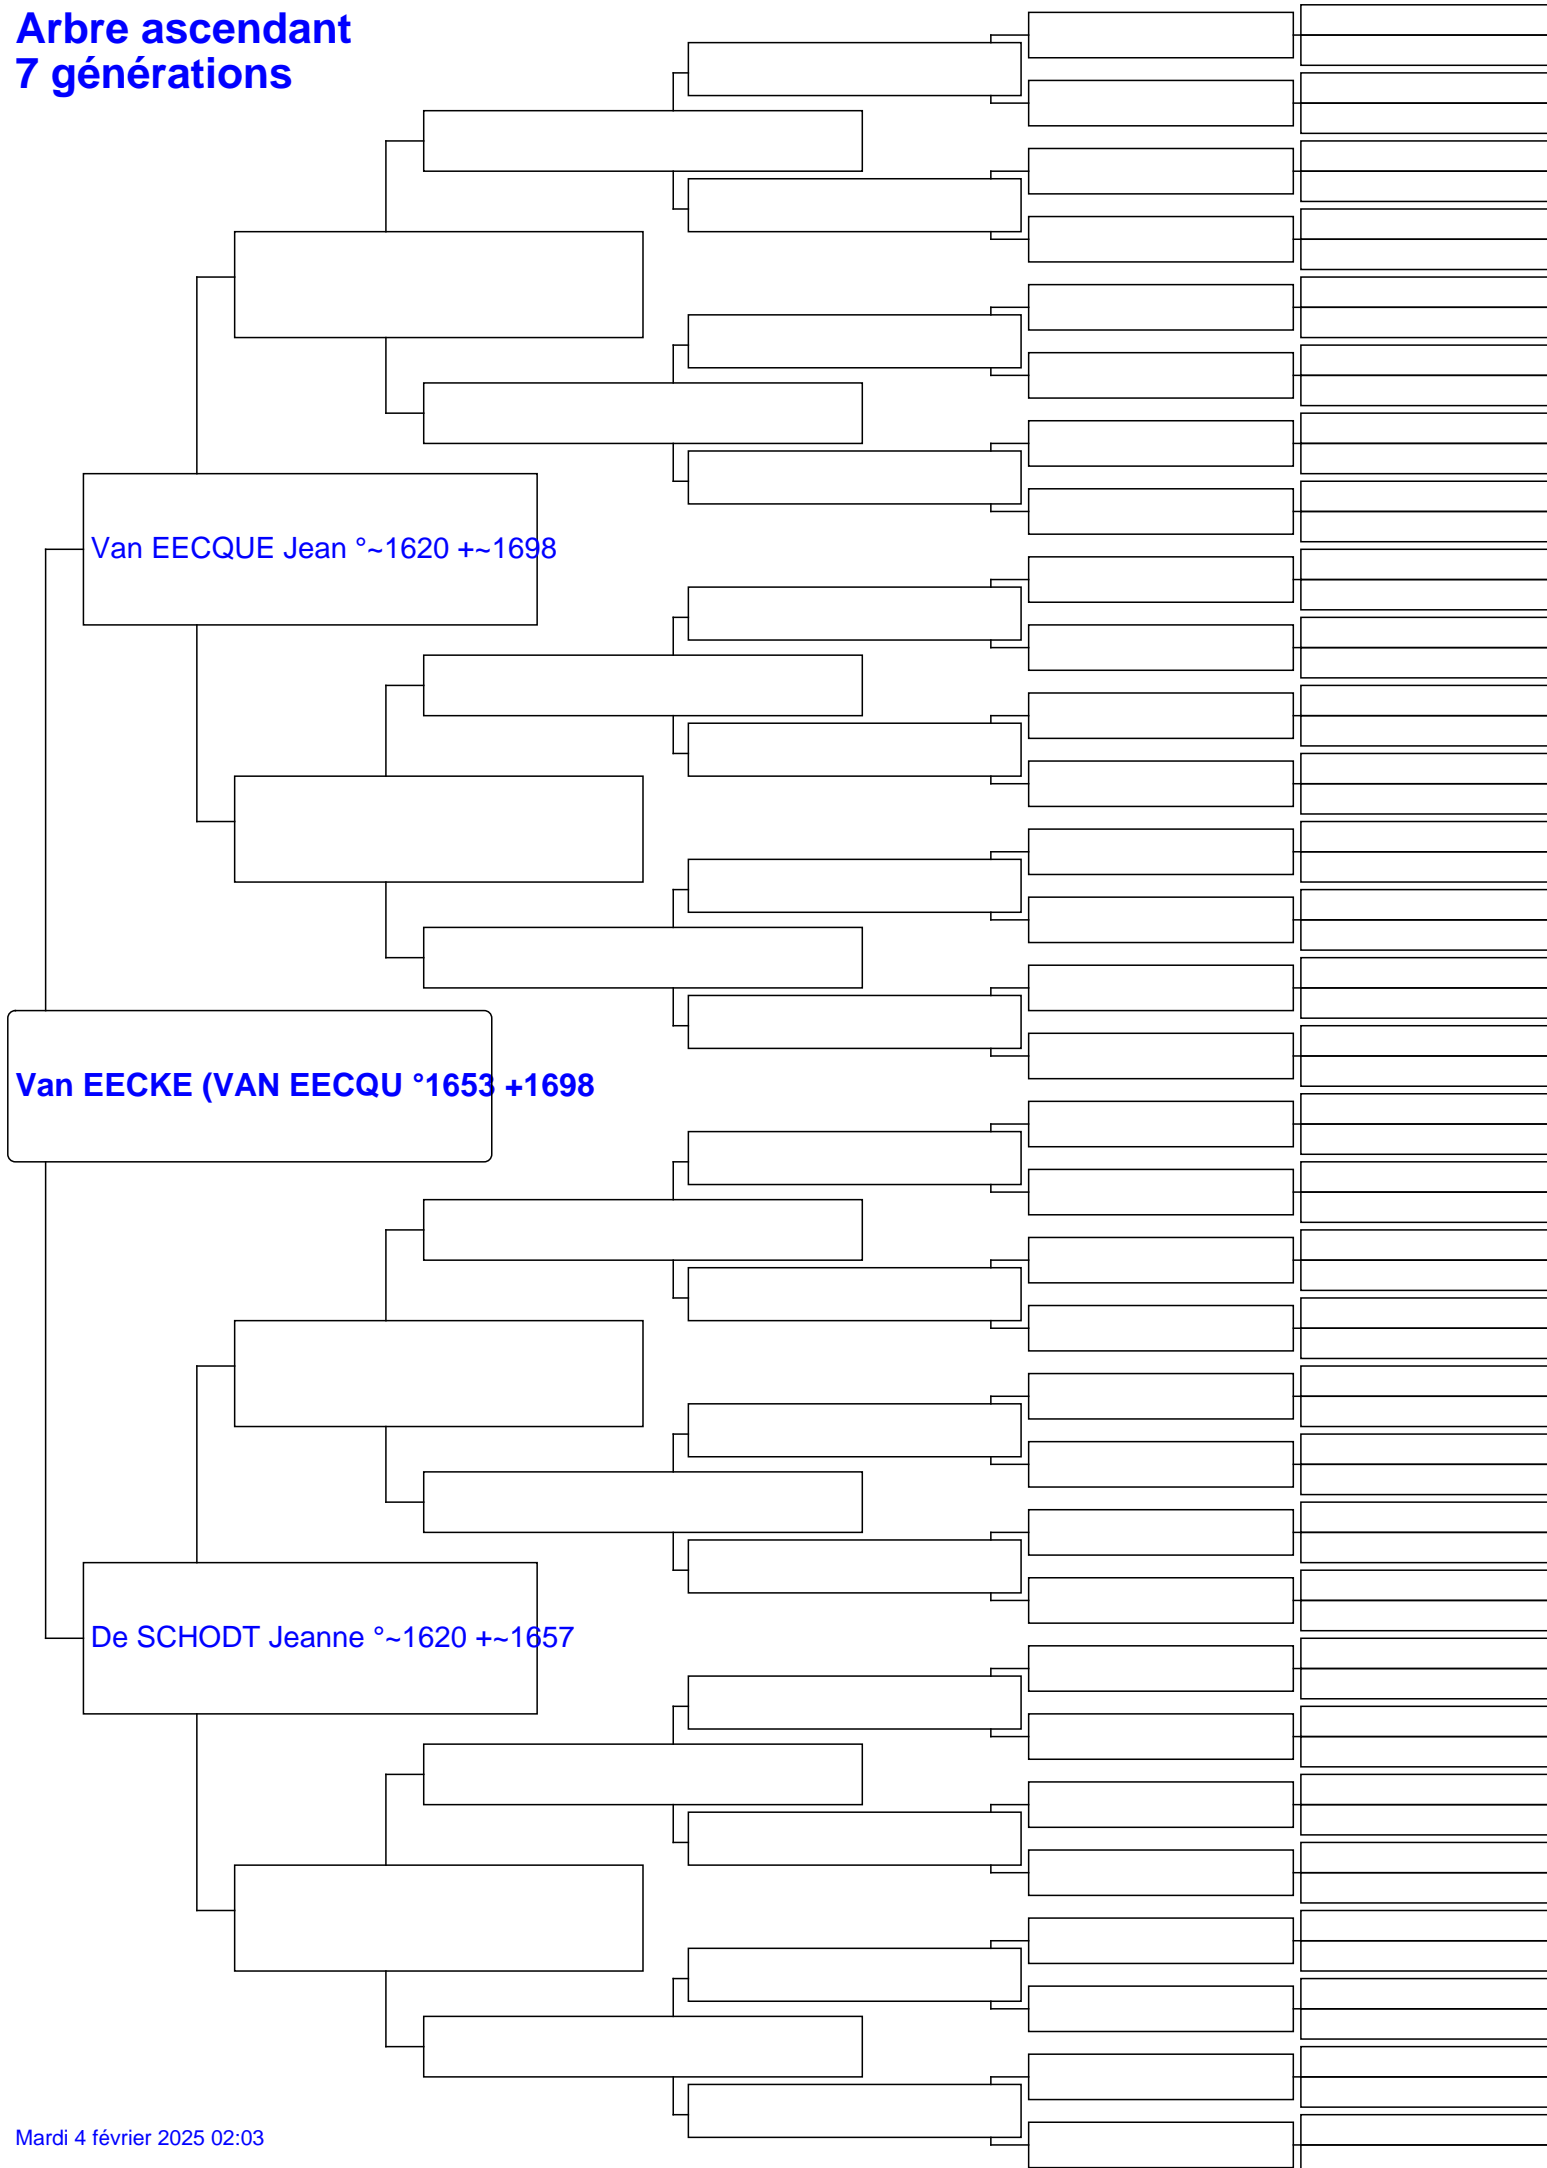 Arbre ascendant
7 générations
Van EECQUE Jean °~1620 +~1698
Van EECKE (VAN EECQU °1653 +1698
De SCHODT Jeanne °~1620 +~1657
Mardi 4 février 2025 02:03